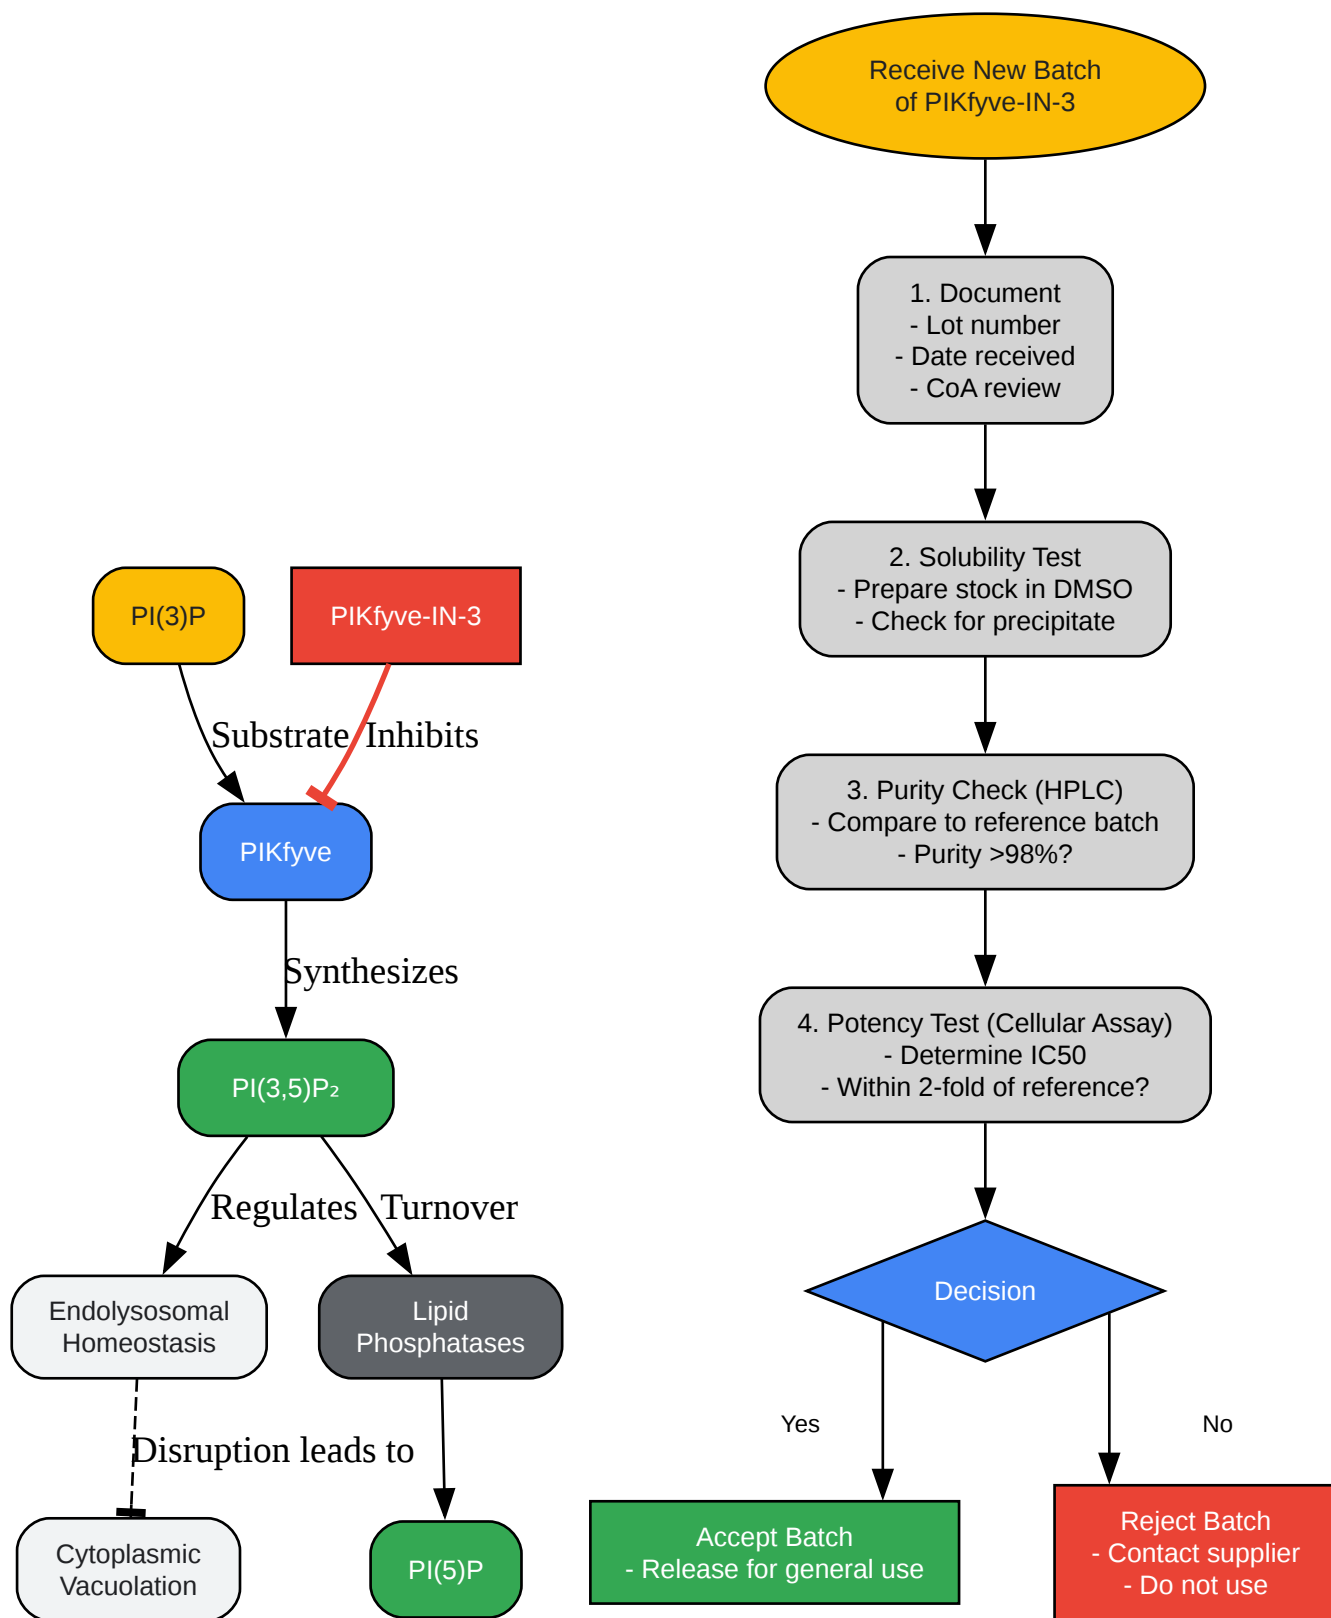 PI(3)P
PIKfyve-IN-3
Substrate
Inhibits
PIKfyve
Synthesizes
PI(3,5)P₂
Regulates
Turnover
Endolysosomal
Homeostasis
Lipid
Phosphatases
Disruption leads to
Cytoplasmic
Vacuolation
PI(5)P
Receive New Batch
of PIKfyve-IN-3
1. Document
- Lot number
- Date received
- CoA review
2. Solubility Test
- Prepare stock in DMSO
- Check for precipitate
3. Purity Check (HPLC)
- Compare to reference batch
- Purity >98%?
4. Potency Test (Cellular Assay)
- Determine IC50
- Within 2-fold of reference?
Decision
Yes
No
Accept Batch
- Release for general use
Reject Batch
- Contact supplier
- Do not use